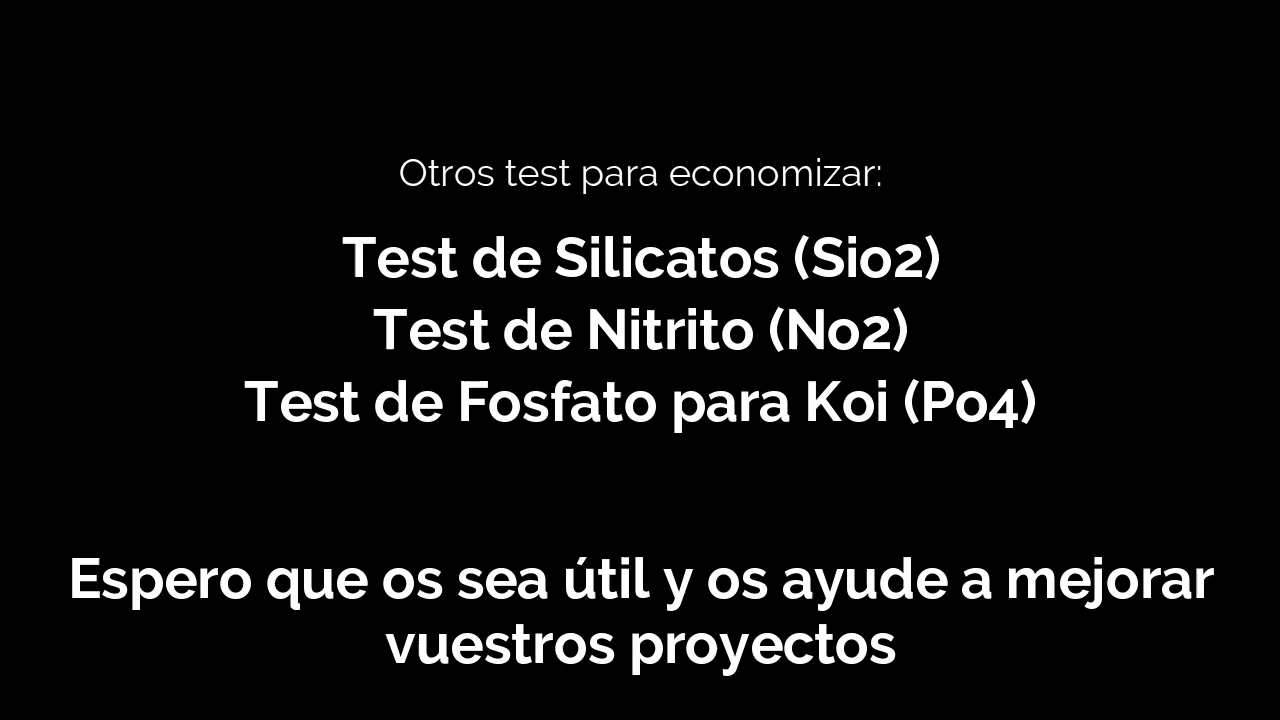 Otros test para economizar:
Test de Silicatos (Sio2)
Test de Nitrito (No2)
Test de Fosfato para Koi (Po4)
Espero que os sea útil y os ayude a mejorar
vuestros proyectos